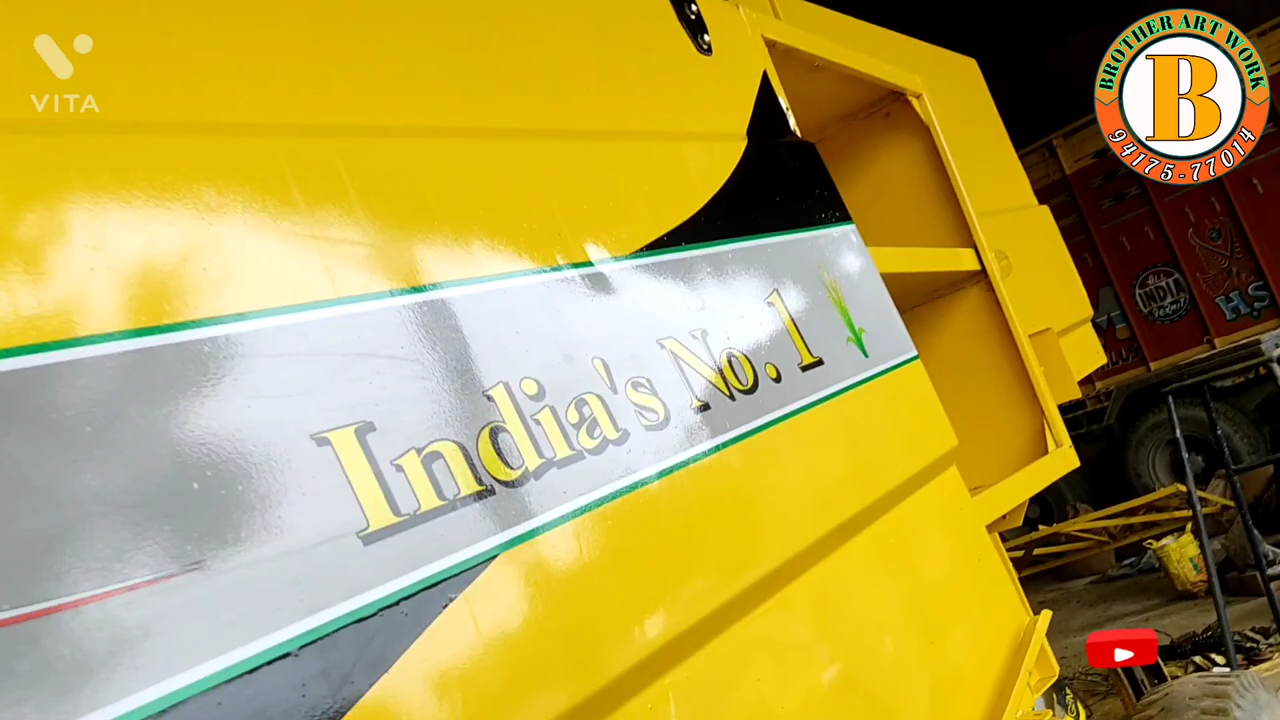 VITA
BROTHER ART WORK
B
94175-77014
India's No. 1
ALL
INDIA
PERMIT
H.S